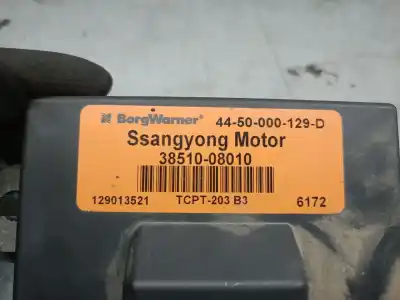 BorgWarner 44-50-000-129-D
Ssangyong Motor
38510-08010
129013521 TCPT-203 B3 6172